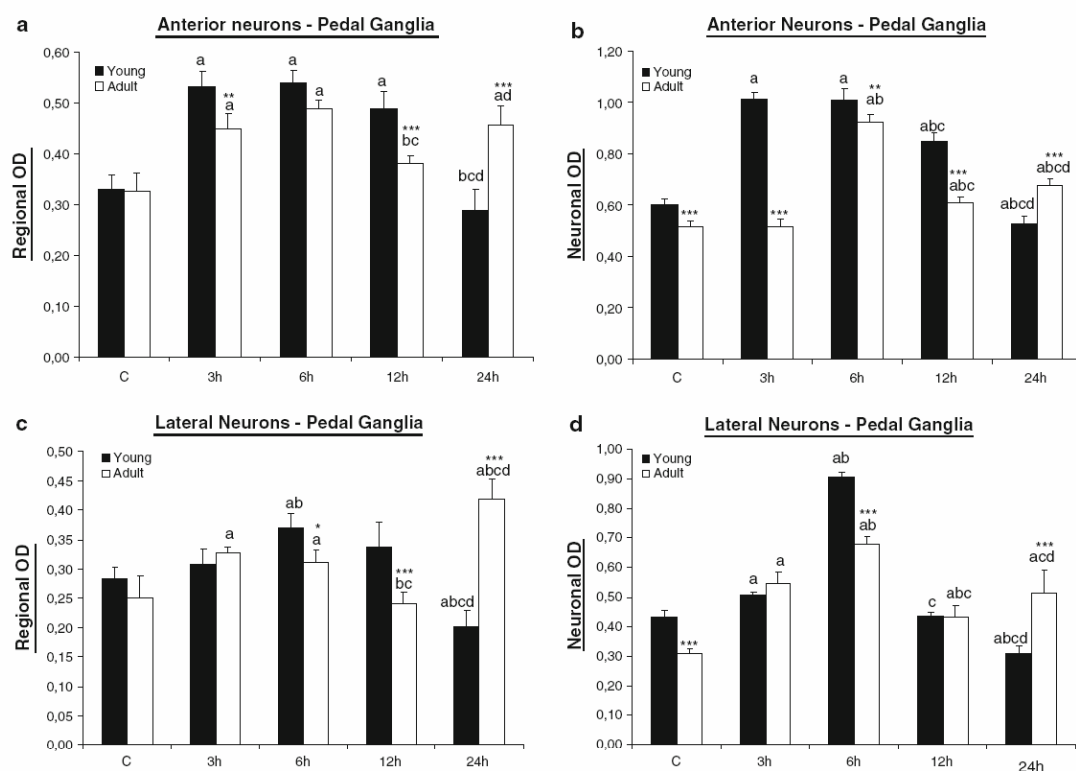 a
Anterior neurons - Pedal Ganglia
Regional OD
0,60
0,50
0,40
0,30
0,20
0,10
0,00
Young
Adult
a
**
a
a
a
a
***
bc
bcd
***
ad
C
3h
6h
12h
24h
b
Anterior Neurons - Pedal Ganglia
Neuronal OD
1,20
1,00
0,80
0,60
0,40
0,20
0,00
Young
Adult
***
a
***
a
**
ab
abc
***
abc
abcd
***
abcd
C
3h
6h
12h
24h
c
Lateral Neurons - Pedal Ganglia
Regional OD
0,50
0,45
0,40
0,35
0,30
0,25
0,20
0,15
0,10
0,05
0,00
Young
Adult
a
ab
*
a
***
bc
abcd
***
abcd
C
3h
6h
12h
24h
d
Lateral Neurons - Pedal Ganglia
Neuronal OD
1,00
0,90
0,80
0,70
0,60
0,50
0,40
0,30
0,20
0,10
0,00
Young
Adult
***
a
a
ab
***
ab
c
abc
abcd
***
acd
C
3h
6h
12h
24h